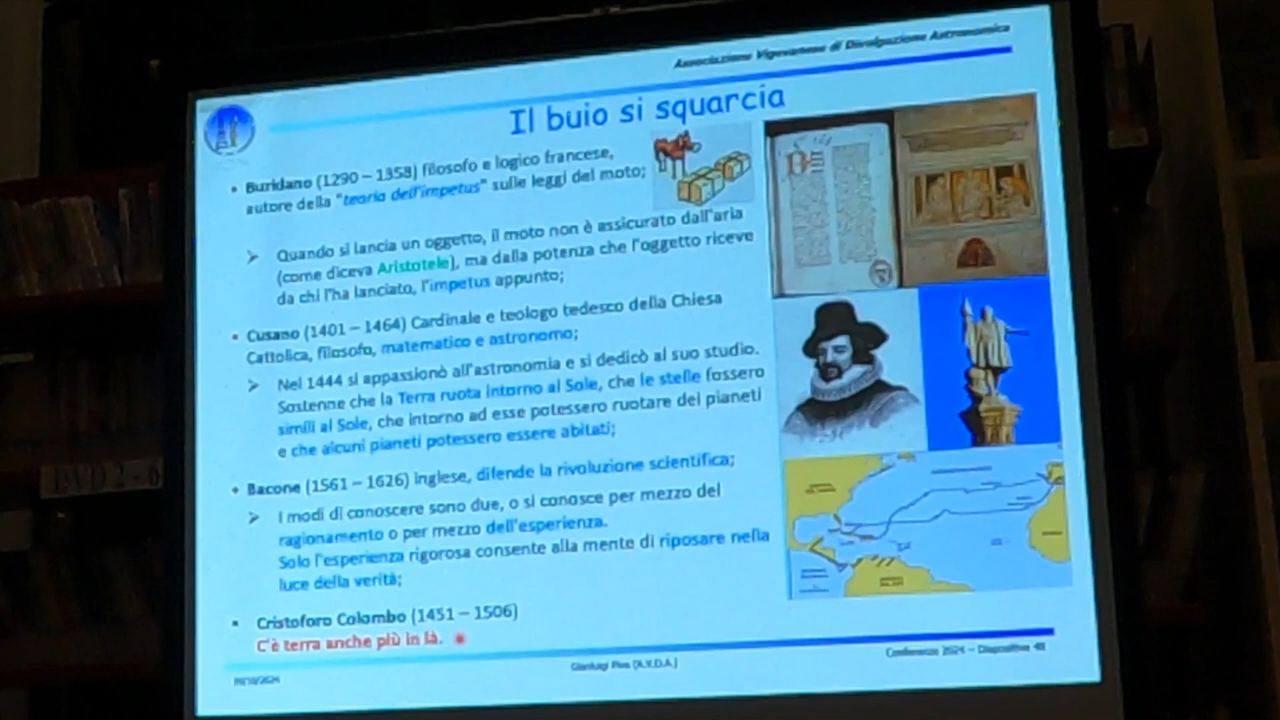 Associazione Vigevanese di Divulgazione Astronomica
Il buio si squarcia
• Buridano (1290 – 1358) filosofo e logico francese,
autore della "teoria dell'impetus" sulle leggi del moto;
➢ Quando si lancia un oggetto, il moto non è assicurato dall'aria
(come diceva Aristotele), ma dalla potenza che l'oggetto riceve
da chi l'ha lanciato, l'impetus appunto;
• Cusano (1401 – 1464) Cardinale e teologo tedesco della Chiesa
Cattolica, filosofo, matematico e astronomo;
➢ Nel 1444 si appassionò all'astronomia e si dedicò al suo studio.
Sostenne che la Terra ruota intorno al Sole, che le stelle fossero
simili al Sole, che intorno ad esse potessero ruotare dei pianeti
e che alcuni pianeti potessero essere abitati;
• Bacone (1561 – 1626) inglese, difende la rivoluzione scientifica;
➢ I modi di conoscere sono due, o si conosce per mezzo del
ragionamento o per mezzo dell'esperienza.
Solo l'esperienza rigorosa consente alla mente di riposare nella
luce della verità;
• Cristoforo Colombo (1451 – 1506)
C'è terra anche più in là.
Gianluigi (A.V.D.A.)
Conferenze 2024 – Diapositiva